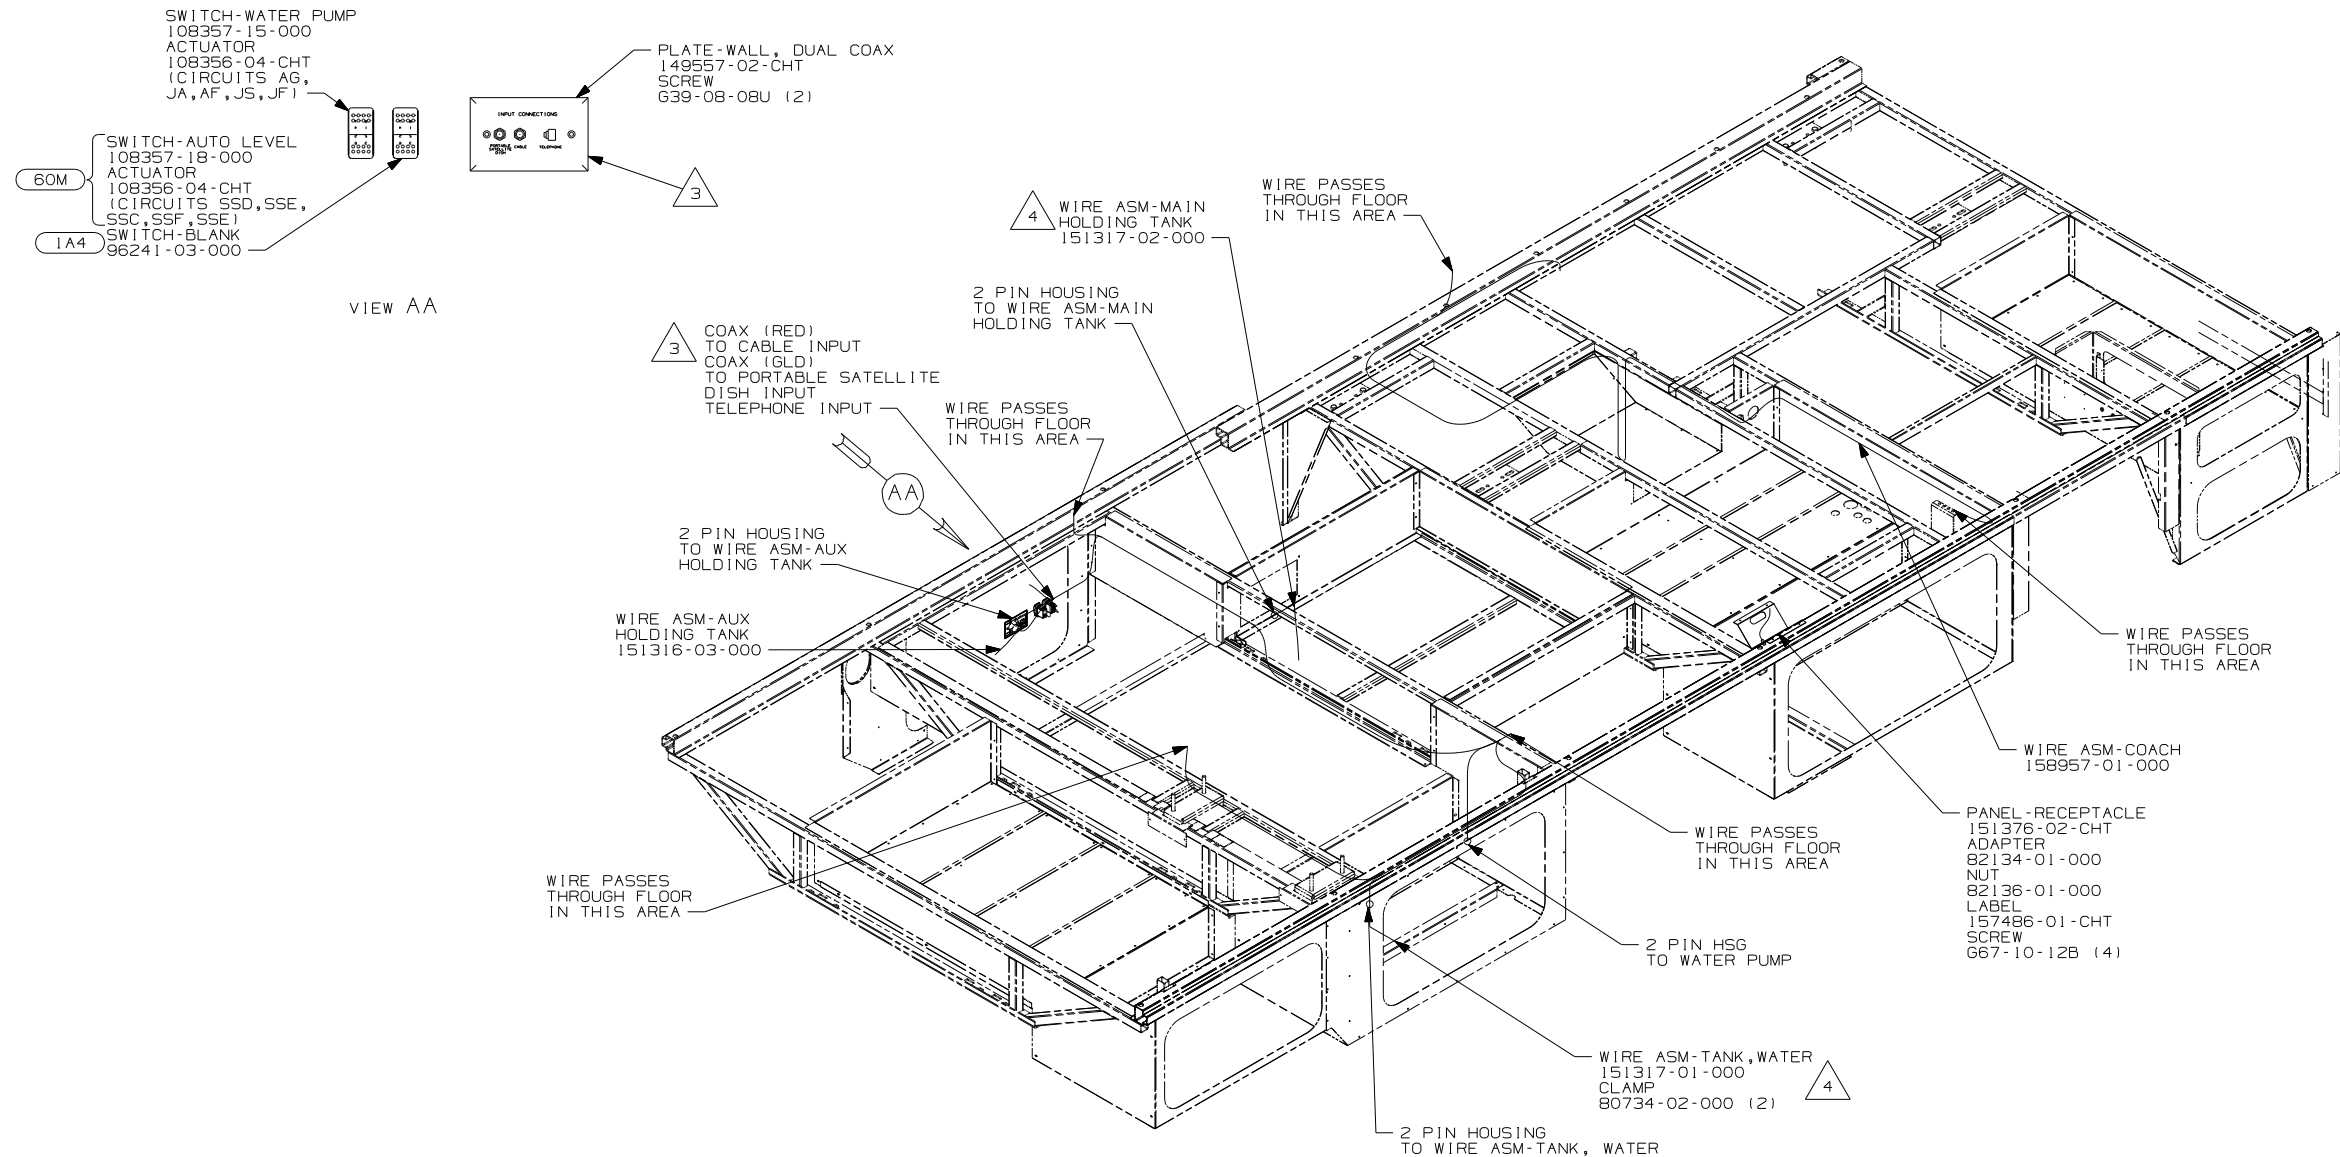 SWITCH-WATER PUMP
108357-15-000
ACTUATOR
108356-04-CHT
(CIRCUITS AG,
JA,AF,JS,JF)
PLATE-WALL, DUAL COAX
149557-02-CHT
SCREW
G39-08-08U (2)
INPUT CONNECTIONS
PORTABLE
SATELLITE
DISH
CABLE
TELEPHONE
3
60M
SWITCH-AUTO LEVEL
108357-18-000
ACTUATOR
108356-04-CHT
(CIRCUITS SSD,SSE,
SSC,SSF,SSE)
1A4
SWITCH-BLANK
96241-03-000
VIEW AA
4
WIRE ASM-MAIN
HOLDING TANK
151317-02-000
WIRE PASSES
THROUGH FLOOR
IN THIS AREA
2 PIN HOUSING
TO WIRE ASM-MAIN
HOLDING TANK
3
COAX (RED)
TO CABLE INPUT
COAX (GLD)
TO PORTABLE SATELLITE
DISH INPUT
TELEPHONE INPUT
WIRE PASSES
THROUGH FLOOR
IN THIS AREA
AA
2 PIN HOUSING
TO WIRE ASM-AUX
HOLDING TANK
WIRE ASM-AUX
HOLDING TANK
151316-03-000
WIRE PASSES
THROUGH FLOOR
IN THIS AREA
WIRE PASSES
THROUGH FLOOR
IN THIS AREA
WIRE ASM-COACH
158957-01-000
PANEL-RECEPTACLE
151376-02-CHT
ADAPTER
82134-01-000
NUT
82136-01-000
LABEL
157486-01-CHT
SCREW
G67-10-12B (4)
WIRE PASSES
THROUGH FLOOR
IN THIS AREA
2 PIN HSG
TO WATER PUMP
WIRE ASM-TANK,WATER
151317-01-000
CLAMP
80734-02-000 (2)
4
2 PIN HOUSING
TO WIRE ASM-TANK, WATER